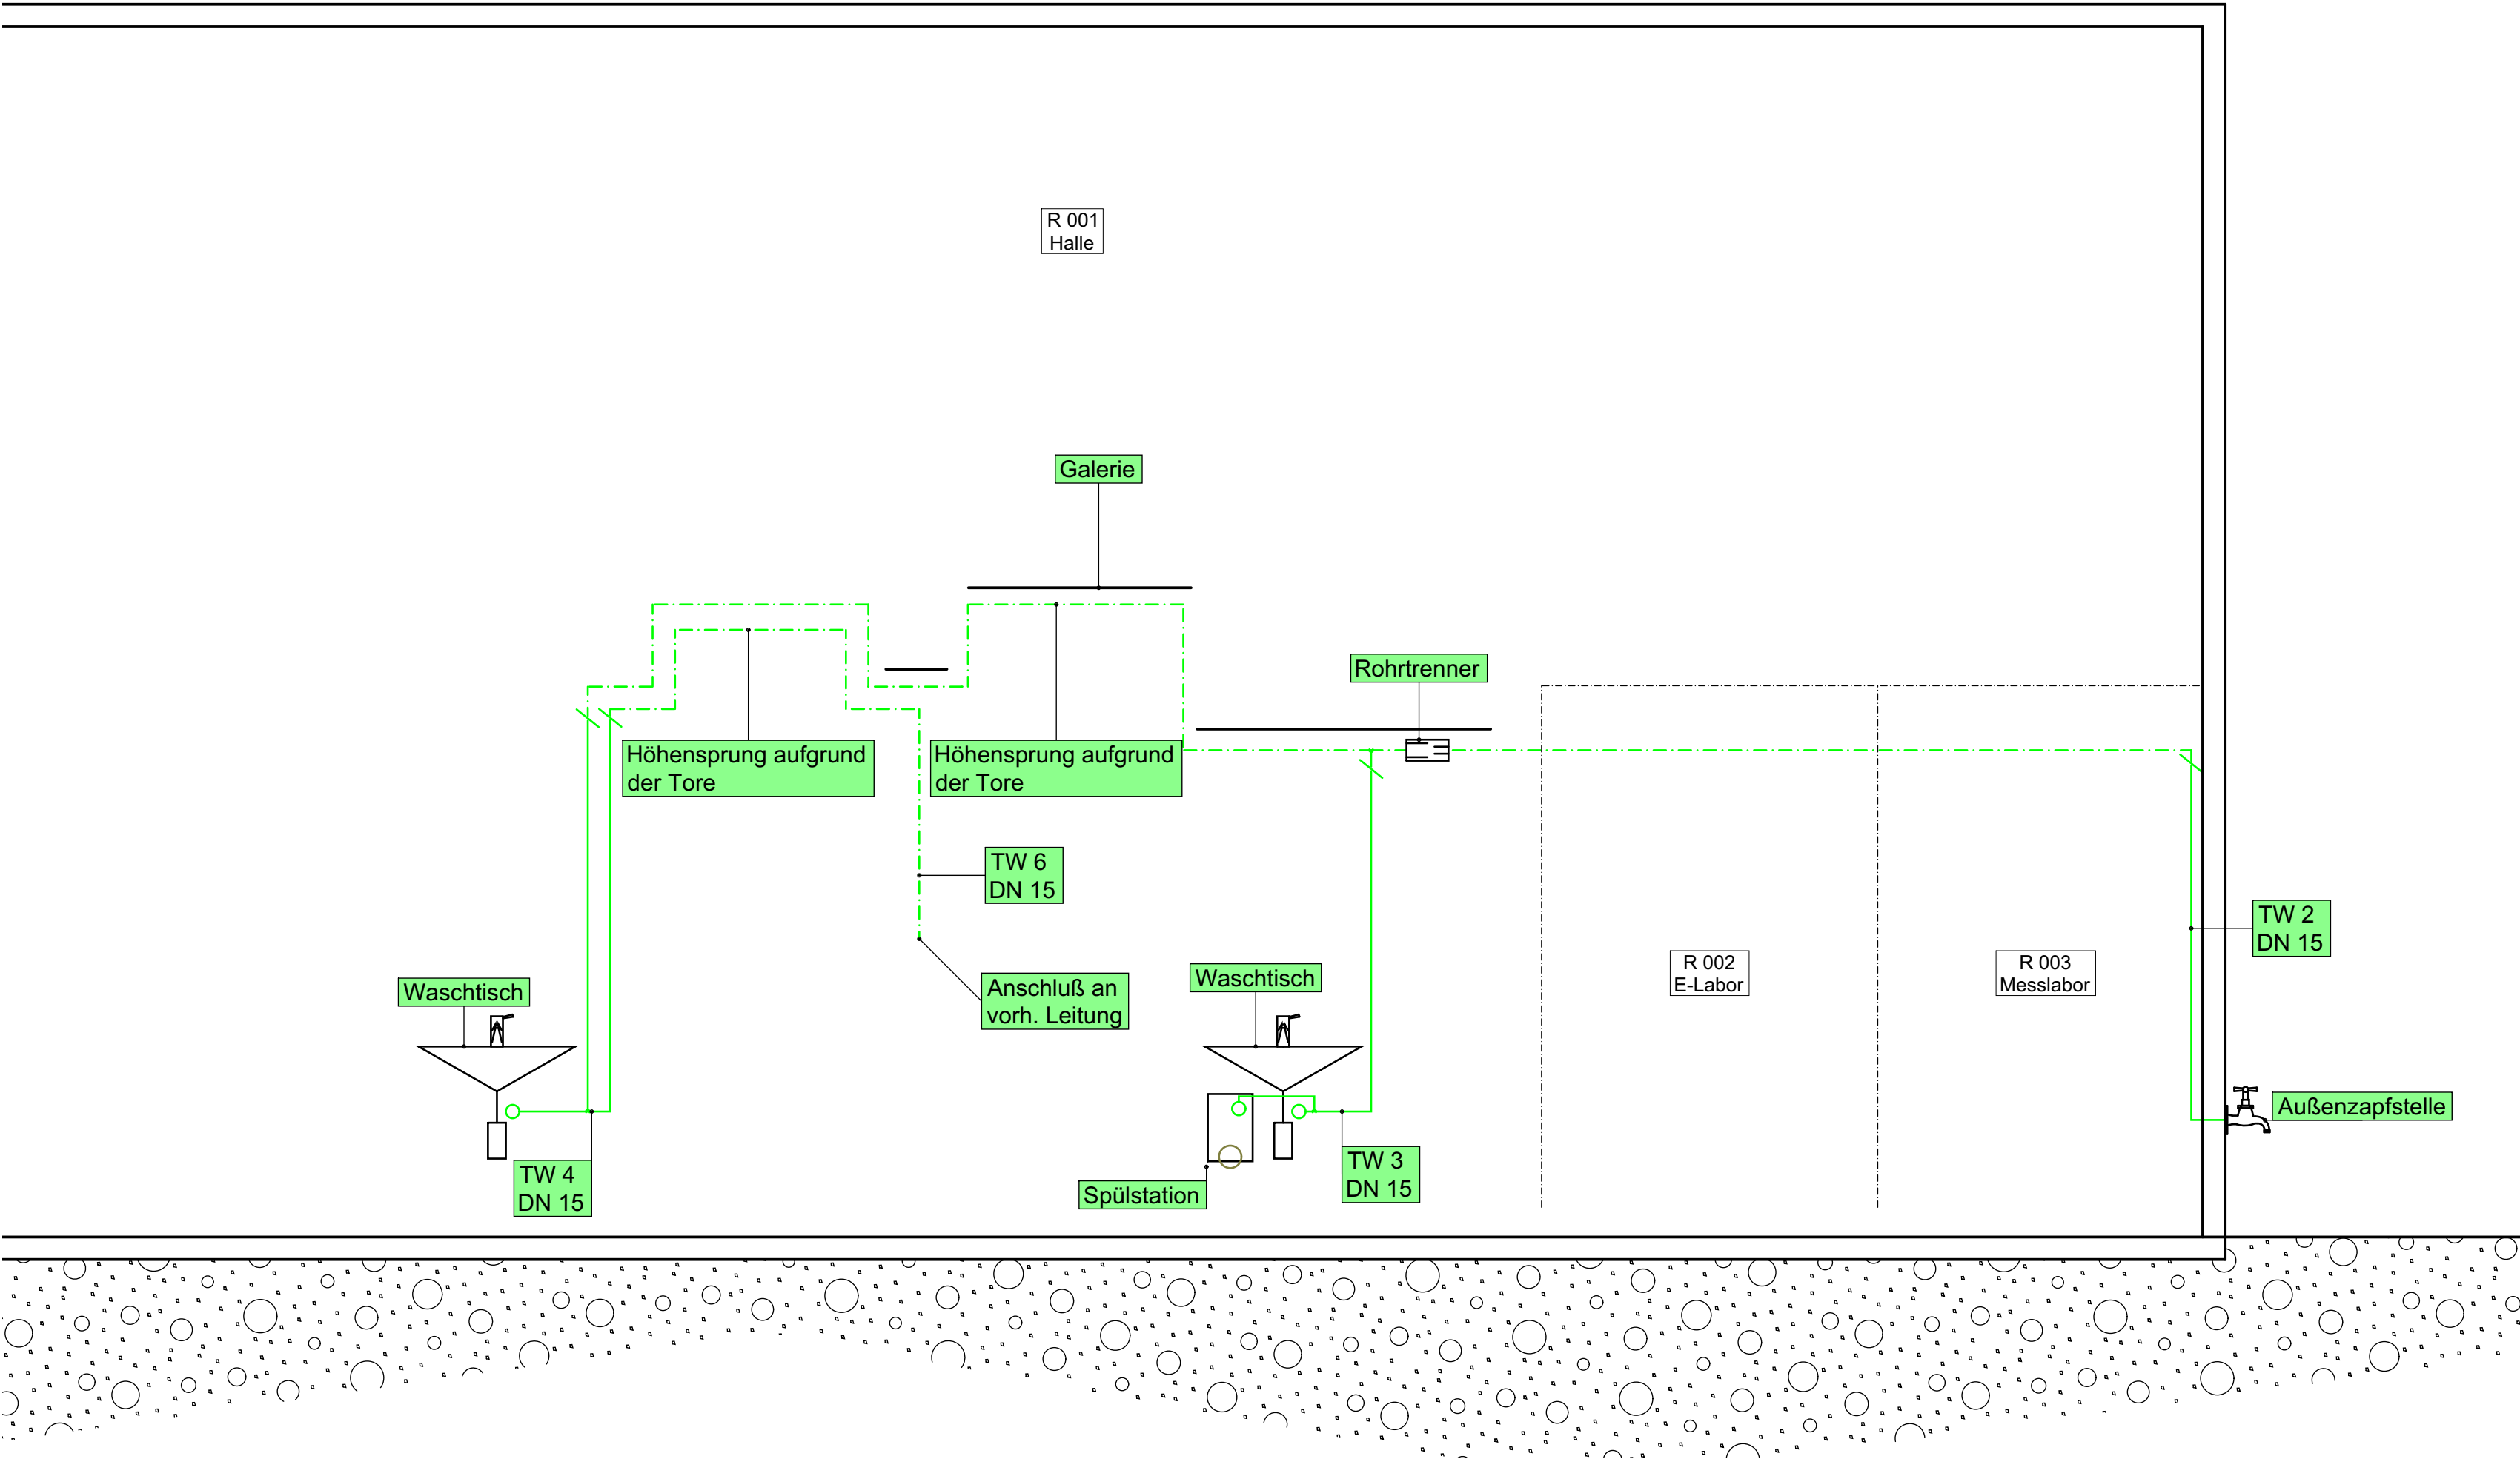 R 001
Halle
Galerie
Rohrtrenner
Höhensprung aufgrund
der Tore
Höhensprung aufgrund
der Tore
TW 6
DN 15
TW 2
DN 15
R 002
E-Labor
R 003
Messlabor
Waschtisch
Anschluß an
vorh. Leitung
Waschtisch
Außenzapfstelle
TW 4
DN 15
Spülstation
TW 3
DN 15